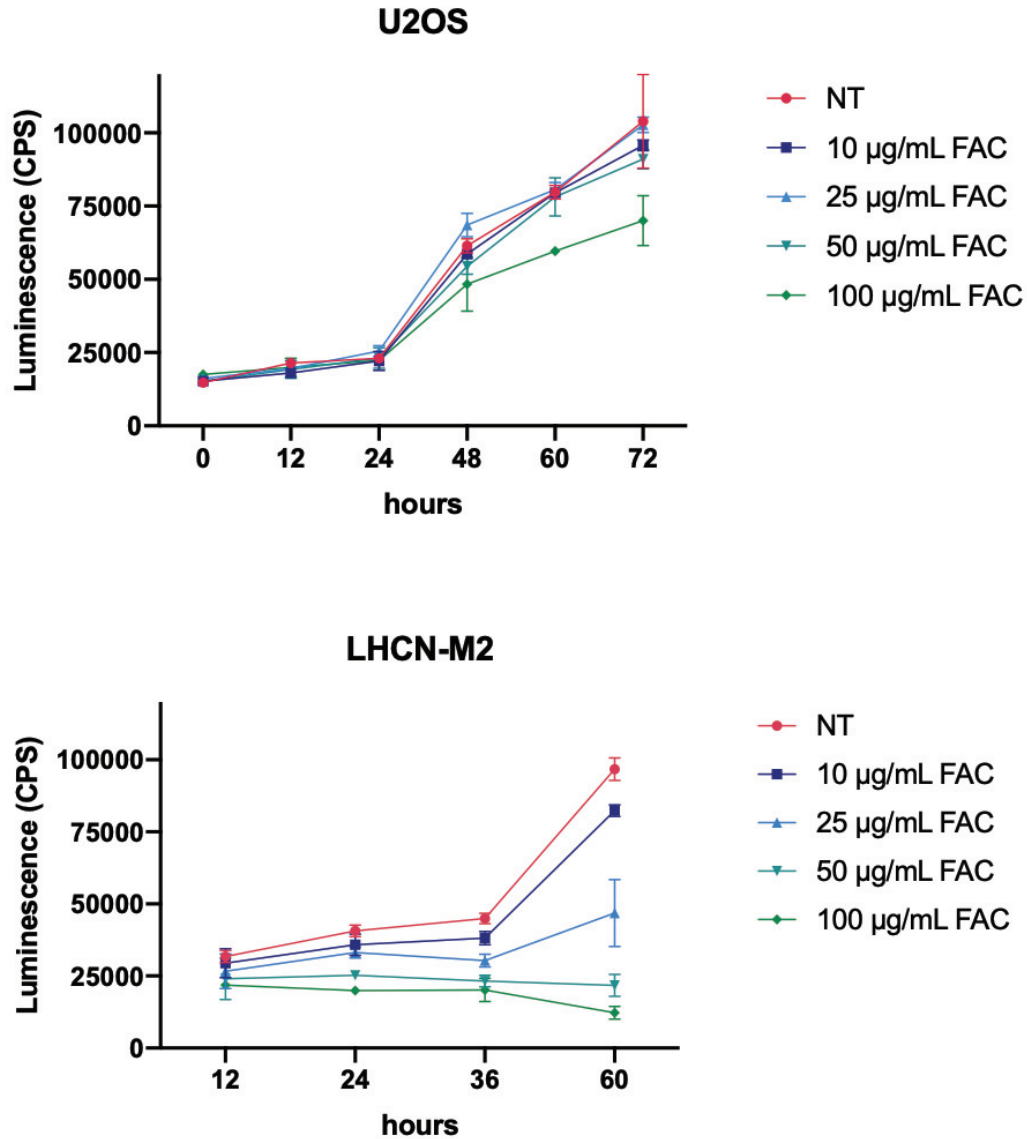 U2OS
Luminescence (CPS)
100000
75000
50000
25000
0
0 12 24 48 60 72
hours
NT
10 µg/mL FAC
25 µg/mL FAC
50 µg/mL FAC
100 µg/mL FAC
LHCN-M2
Luminescence (CPS)
100000
75000
50000
25000
0
12 24 36 60
hours
NT
10 µg/mL FAC
25 µg/mL FAC
50 µg/mL FAC
100 µg/mL FAC